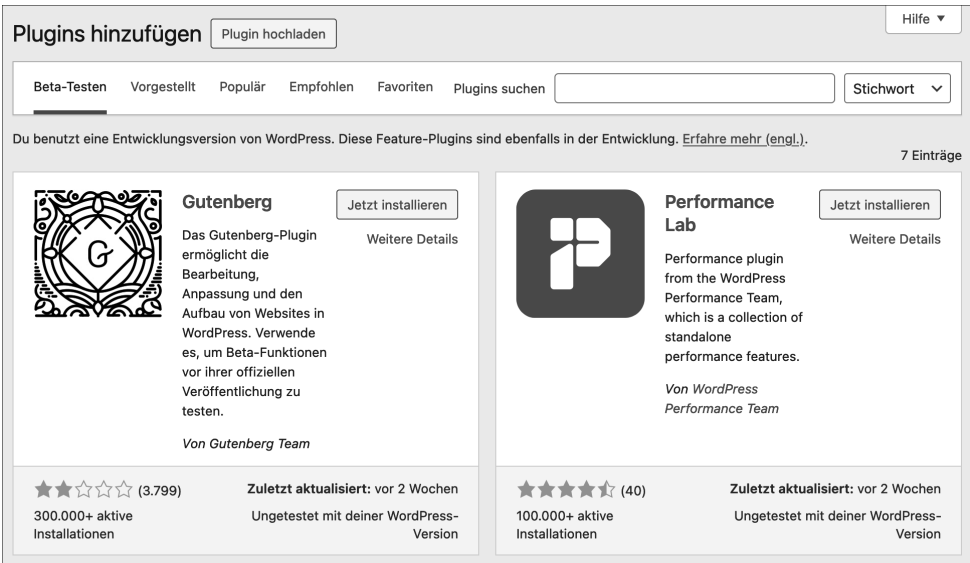 Hilfe ▼
Plugins hinzufügen
Plugin hochladen
Beta-Testen
Vorgestellt
Populär
Empfohlen
Favoriten
Plugins suchen
Stichwort
Du benutzt eine Entwicklungsversion von WordPress. Diese Feature-Plugins sind ebenfalls in der Entwicklung. Erfahre mehr (engl.).
7 Einträge
G
Gutenberg
Jetzt installieren
Weitere Details
Das Gutenberg-Plugin
ermöglicht die
Bearbeitung,
Anpassung und den
Aufbau von Websites in
WordPress. Verwende
es, um Beta-Funktionen
vor ihrer offiziellen
Veröffentlichung zu
testen.
Von Gutenberg Team
(3.799)
300.000+ aktive
Installationen
Zuletzt aktualisiert: vor 2 Wochen
Ungetestet mit deiner WordPress-
Version
P
Performance
Lab
Jetzt installieren
Weitere Details
Performance plugin
from the WordPress
Performance Team,
which is a collection of
standalone
performance features.
Von WordPress
Performance Team
(40)
100.000+ aktive
Installationen
Zuletzt aktualisiert: vor 2 Wochen
Ungetestet mit deiner WordPress-
Version